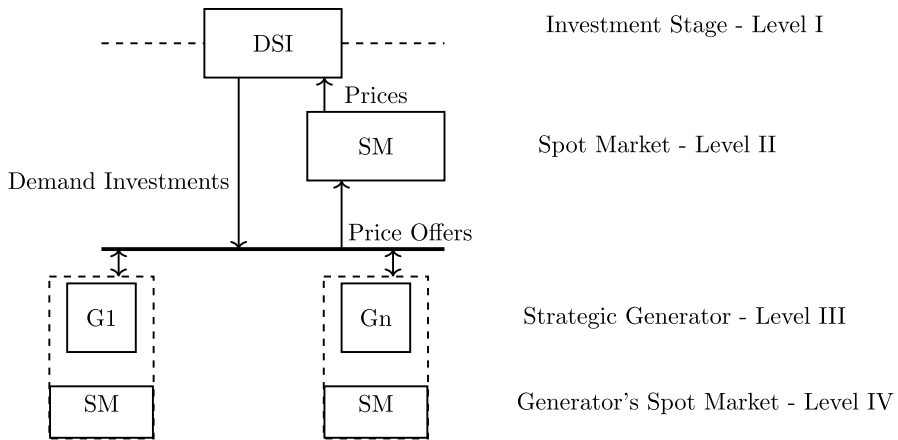 Investment Stage - Level I
DSI
Prices
SM
Spot Market - Level II
Demand Investments
Price Offers
G1
Gn
Strategic Generator - Level III
SM
SM
Generator's Spot Market - Level IV